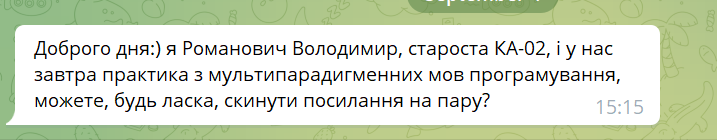 Доброго дня:) я Романович Володимир, староста КА-02, і у нас
завтра практика з мультипарадигменних мов програмування,
можете, будь ласка, скинути посилання на пару?
15:15